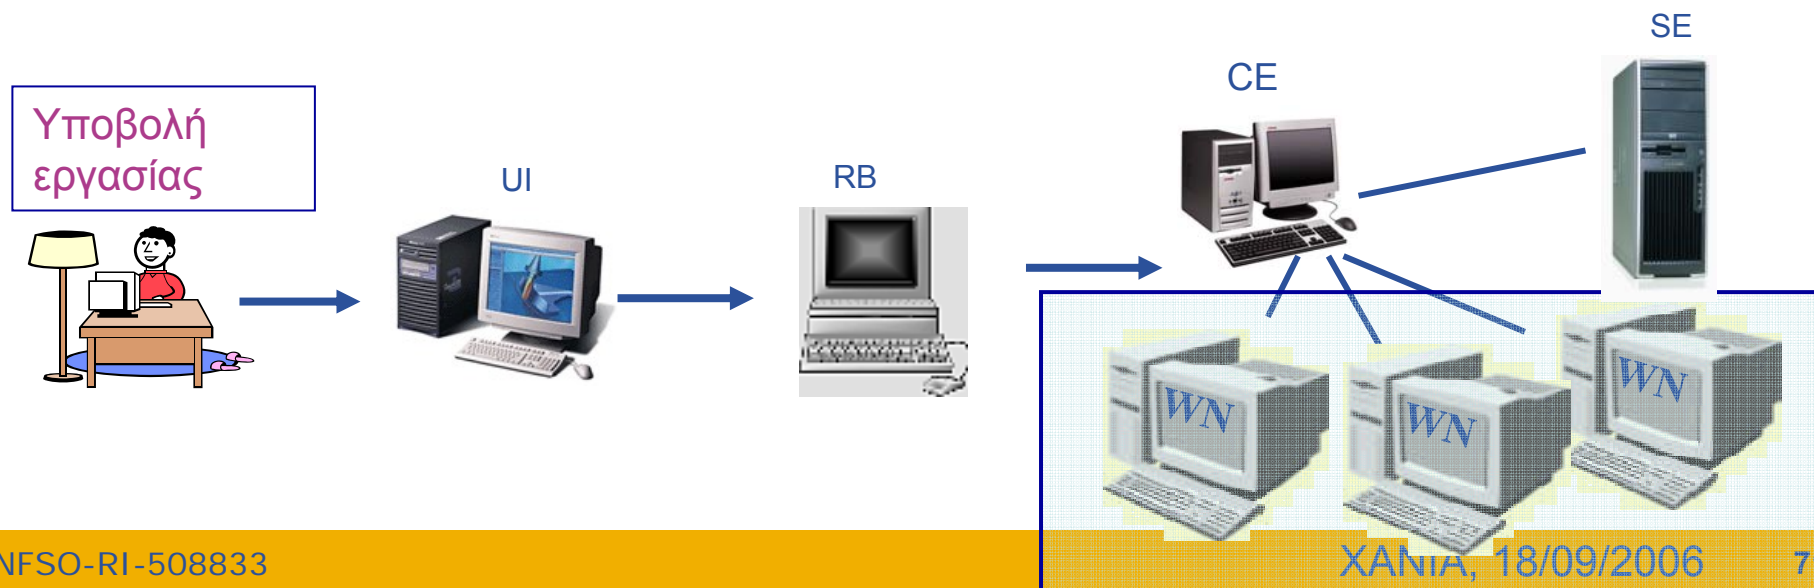 SE
CE
Υποβολή
εργασίας
UI
RB
WN
WN
WN
NFSO-RI-508833
ΧΑΝΙΑ, 18/09/2006
7